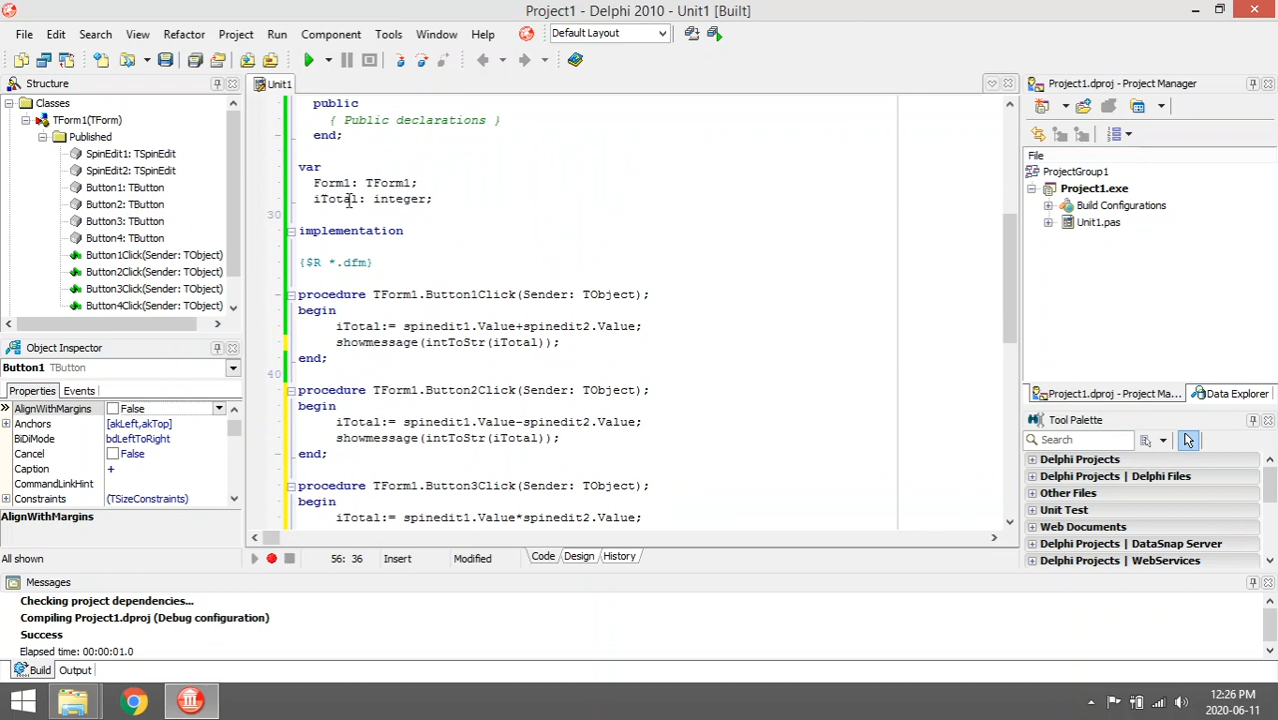 Project1 - Delphi 2010 - Unit1 [Built]
File Edit Search View Refactor Project Run Component Tools Window Help
Default Layout
Structure
Classes
TForm1(TForm)
Published
SpinEdit1: TSpinEdit
SpinEdit2: TSpinEdit
Button1: TButton
Button2: TButton
Button3: TButton
Button4: TButton
Button1Click(Sender: TObject)
Button2Click(Sender: TObject)
Button3Click(Sender: TObject)
Button4Click(Sender: TObject)
Object Inspector
Button1 TButton
Properties Events
AlignWithMargins False
Anchors [akLeft,akTop]
BiDiMode bdLeftToRight
Cancel False
Caption +
CommandLinkHint
Constraints (TSizeConstraints)
AlignWithMargins
All shown
Unit1
public
{ Public declarations }
end;
var
Form1: TForm1;
iTotal: integer;
30
implementation
{$R *.dfm}
procedure TForm1.Button1Click(Sender: TObject);
begin
iTotal:= spinedit1.Value+spinedit2.Value;
showmessage(intToStr(iTotal));
end;
40
procedure TForm1.Button2Click(Sender: TObject);
begin
iTotal:= spinedit1.Value-spinedit2.Value;
showmessage(intToStr(iTotal));
end;
procedure TForm1.Button3Click(Sender: TObject);
begin
iTotal:= spinedit1.Value*spinedit2.Value;
56: 36 Insert Modified Code Design History
Project1.dproj - Project Manager
File
ProjectGroup1
Project1.exe
Build Configurations
Unit1.pas
Project1.dproj - Project Ma... Data Explorer
Tool Palette
Search
Delphi Projects
Delphi Projects | Delphi Files
Other Files
Unit Test
Web Documents
Delphi Projects | DataSnap Server
Delphi Projects | WebServices
Messages
Checking project dependencies...
Compiling Project1.dproj (Debug configuration)
Success
Elapsed time: 00:00:01.0
Build Output
12:26 PM
2020-06-11